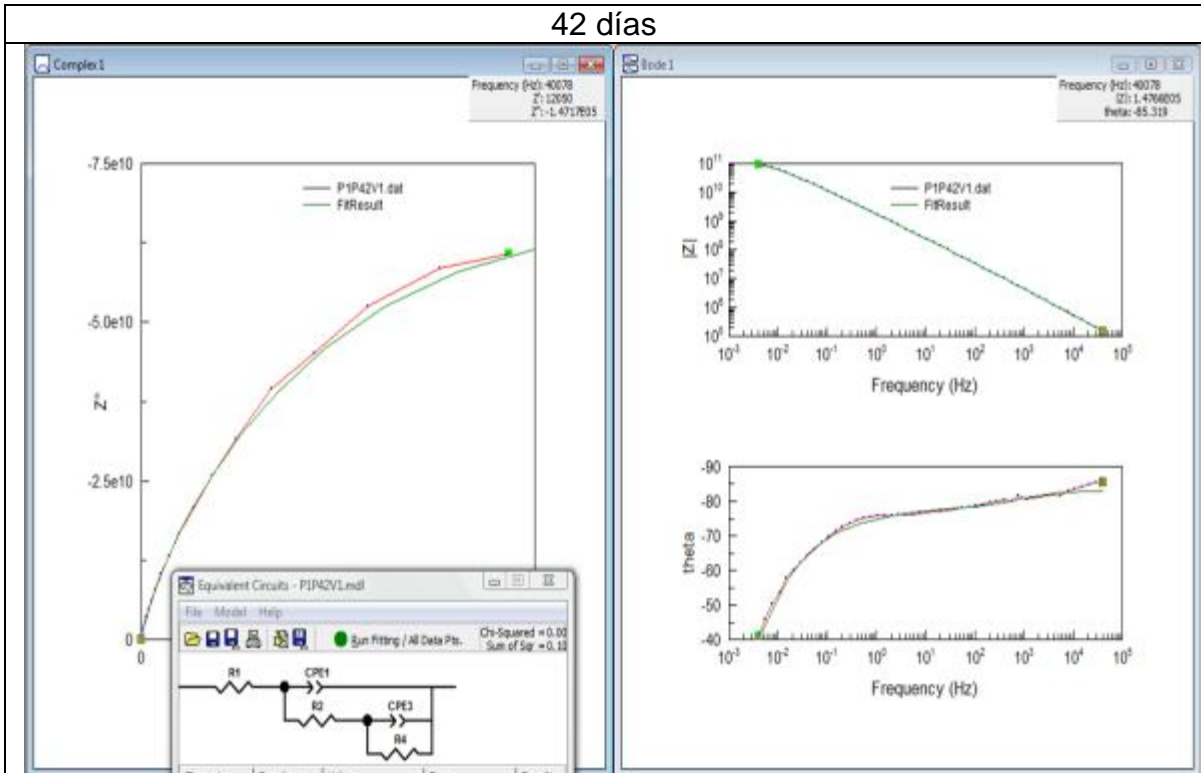 42 días
Complex1
Frequency (Hz): 40078
Z': 12050
Z'': -1.4717E05
-7.5e10
-5.0e10
-2.5e10
0
0
Z''
P1P42V1.dat
FitResult
Bode1
Frequency (Hz): 40078
|Z|: 1.4766E05
theta: -85.319
10^11
10^10
10^9
10^8
10^7
10^6
10^5
|Z|
P1P42V1.dat
FitResult
10^-3 10^-2 10^-1 10^0 10^1 10^2 10^3 10^4 10^5
Frequency (Hz)
-90
-80
-70
-60
-50
-40
theta
10^-3 10^-2 10^-1 10^0 10^1 10^2 10^3 10^4 10^5
Frequency (Hz)
Equivalent Circuits - P1P42V1.mdl
File Model Help
Run Fitting / All Data Pts.
Chi-Squared = 0.00
Sum of Sqr = 0.10
R1 CPE1
R2 CPE3
R4